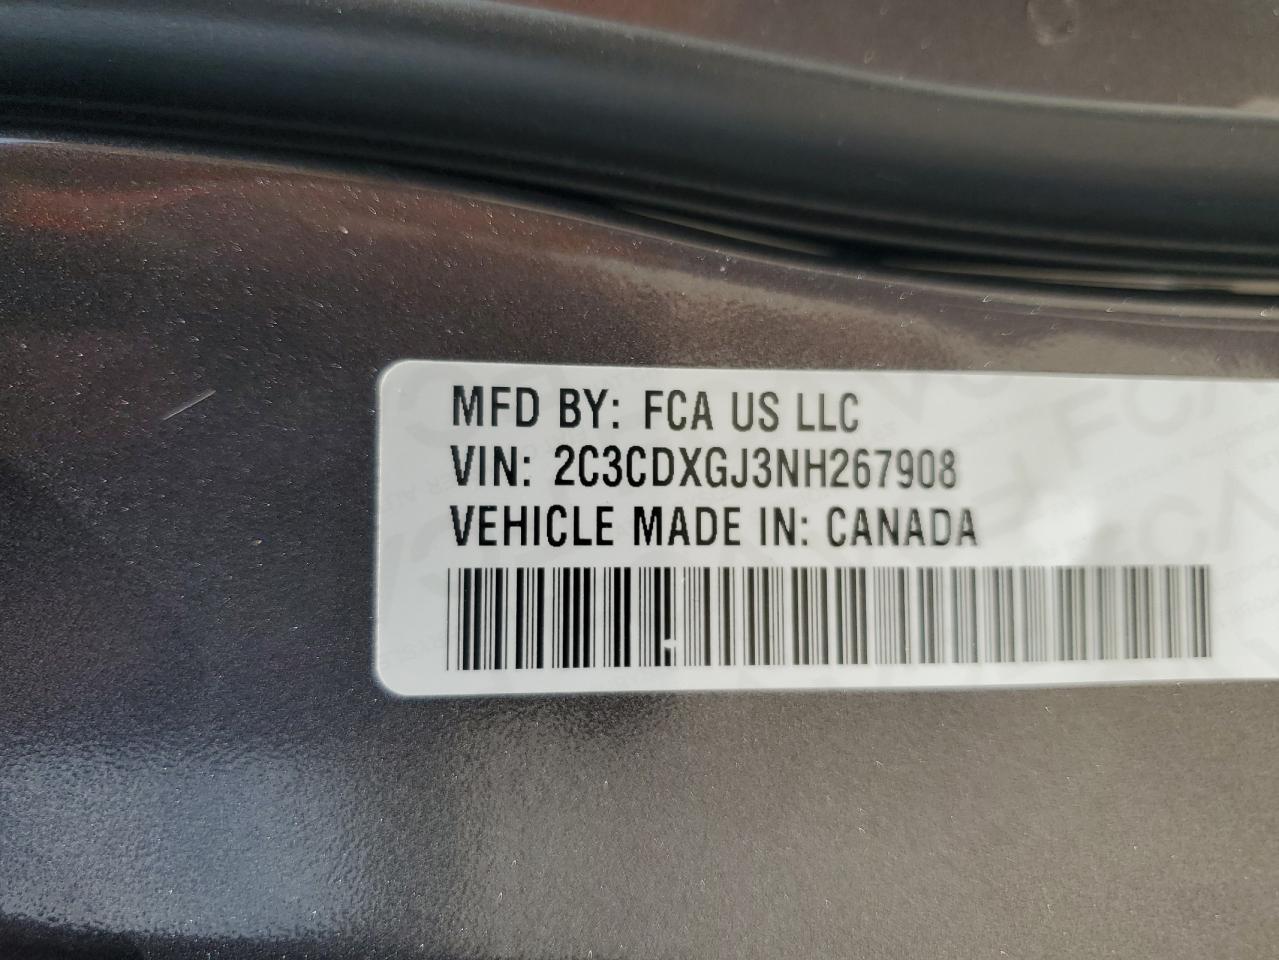 MFD BY: FCA US LLC
VIN: 2C3CDXGJ3NH267908
VEHICLE MADE IN: CANADA